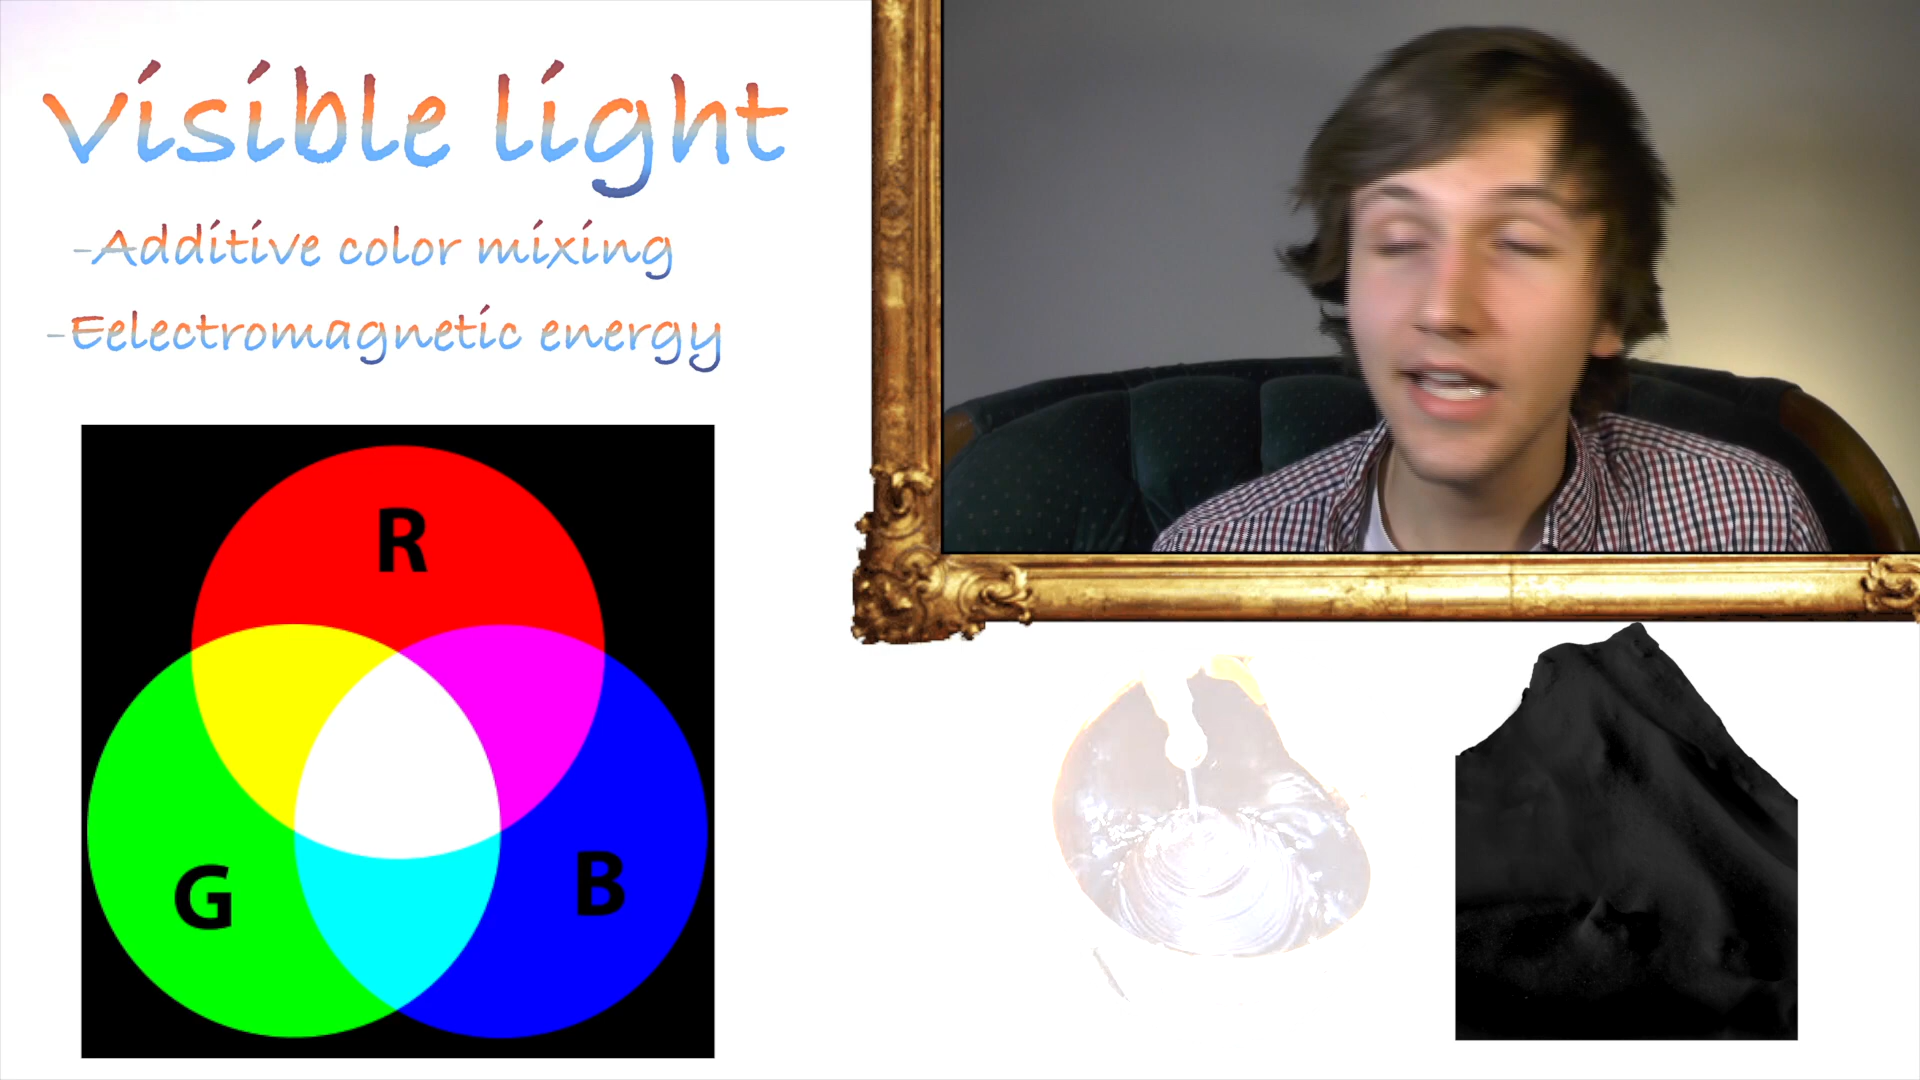 Visible light
-Additive color mixing
-Eelectromagnetic energy
R
G
B